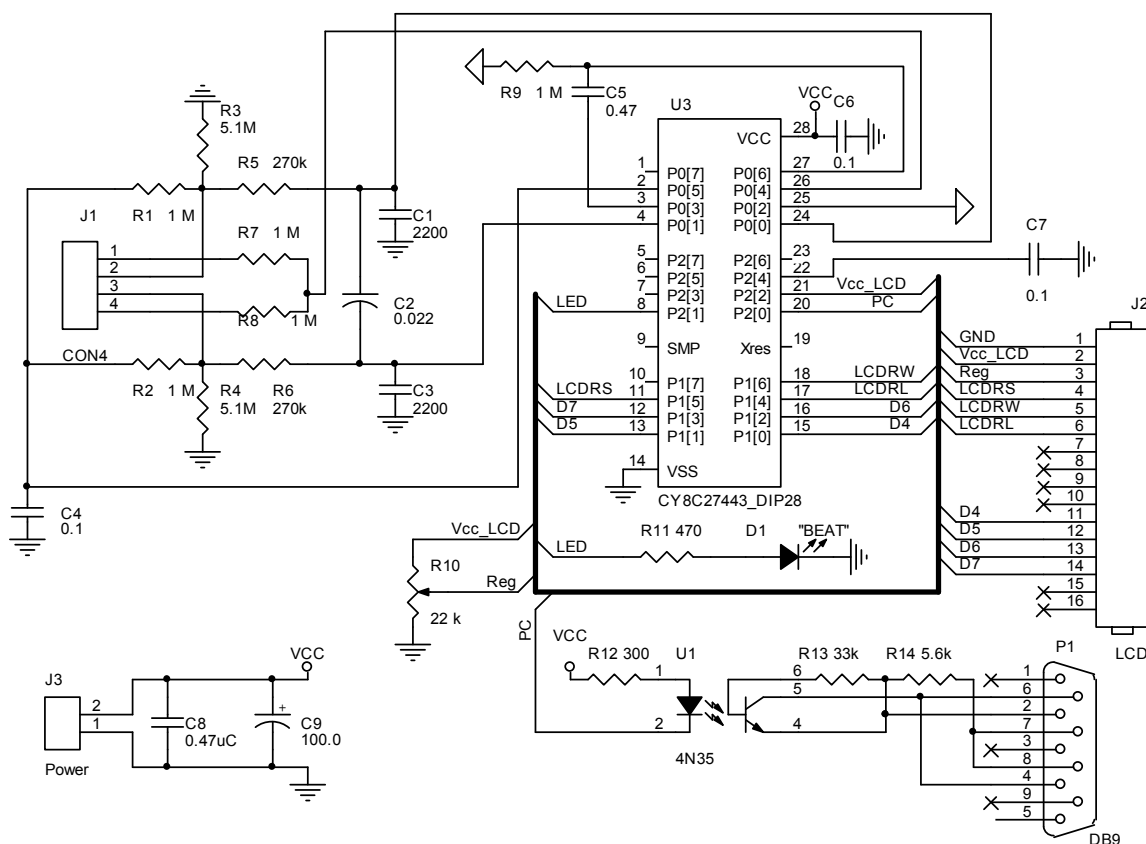 R9 1 M
C5
0.47
U3
VCC
C6
0.1
R3
5.1M
R5 270k
R1 1 M
J1
R7 1 M
1
2
3
4
R8 1 M
CON4
R2 1 M
R4
5.1M
R6
270k
C1
2200
C2
0.022
C3
2200
C4
0.1
1 P0[7]
2 P0[5]
3 P0[3]
4 P0[1]
5 P2[7]
6 P2[5]
7 P2[3]
LED 8 P2[1]
9 SMP
10 P1[7]
LCDRS 11 P1[5]
D7 12 P1[3]
D5 13 P1[1]
14 VSS
VCC 28
P0[6] 27
P0[4] 26
P0[2] 25
P0[0] 24
P2[6] 23
P2[4] 22
P2[2] 21 Vcc_LCD
P2[0] 20 PC
Xres 19
P1[6] 18 LCDRW
P1[4] 17 LCDRL
P1[2] 16 D6
P1[0] 15 D4
CY8C27443_DIP28
C7
0.1
J2
GND 1
Vcc_LCD 2
Reg 3
LCDRS 4
LCDRW 5
LCDRL 6
7
8
9
10
D4 11
D5 12
D6 13
D7 14
15
16
LCD
Vcc_LCD
R10
Reg
22 k
LED
R11 470
D1
"BEAT"
PC
VCC
R12 300
U1
1
2
4N35
6
5
4
R13 33k
R14 5.6k
P1
1
6
2
7
3
8
4
9
5
DB9
J3
2
1
Power
VCC
C8
0.47uC
+
C9
100.0